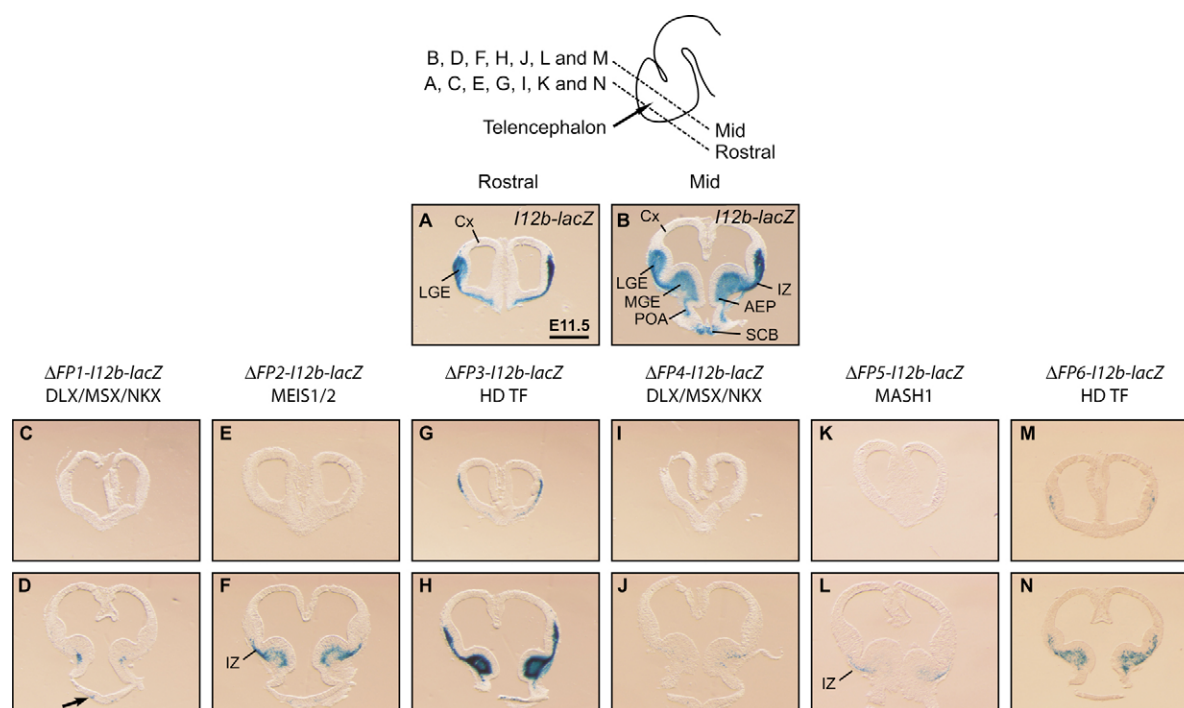 B, D, F, H, J, L and M
A, C, E, G, I, K and N
Telencephalon
Mid
Rostral
Rostral Mid
A
I12b-lacZ
Cx
LGE
E11.5
B
I12b-lacZ
Cx
LGE
MGE
POA
IZ
AEP
SCB
ΔFP1-I12b-lacZ
DLX/MSX/NKX
ΔFP2-I12b-lacZ
MEIS1/2
ΔFP3-I12b-lacZ
HD TF
ΔFP4-I12b-lacZ
DLX/MSX/NKX
ΔFP5-I12b-lacZ
MASH1
ΔFP6-I12b-lacZ
HD TF
C
E
G
I
K
M
D
F
IZ
H
J
L
IZ
N